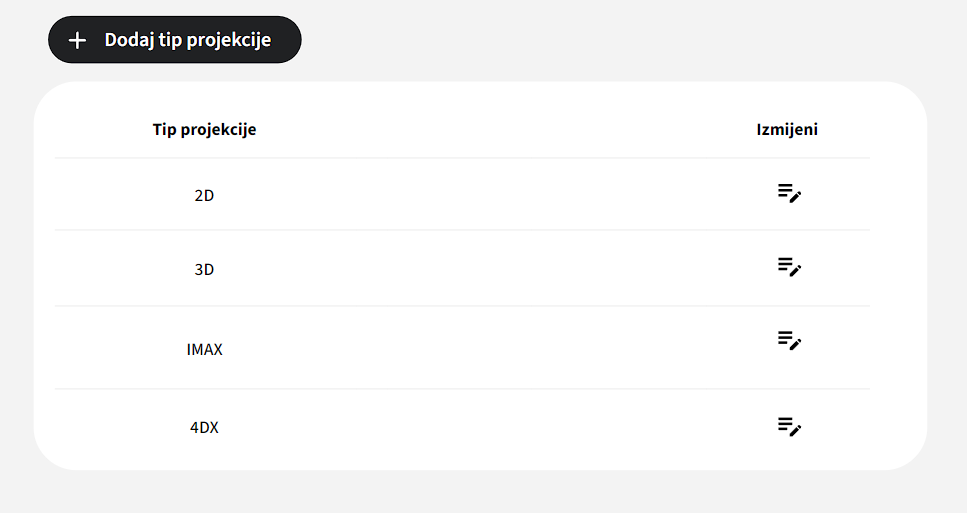 Dodaj tip projekcije
Tip projekcije Izmijeni
2D
3D
IMAX
4DX